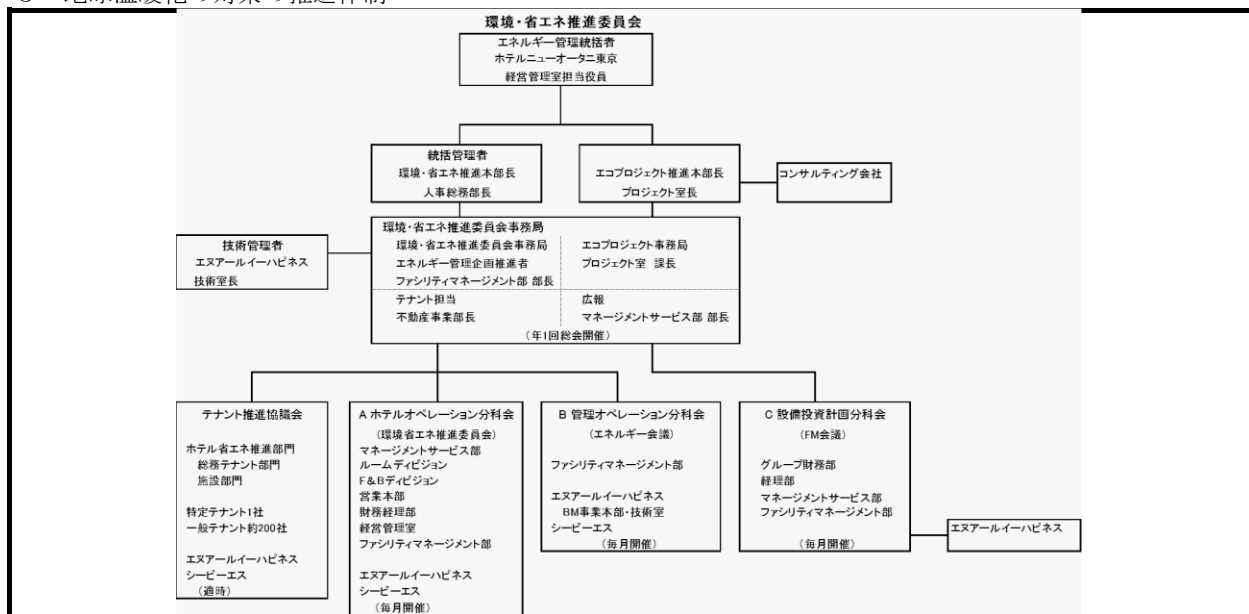 環境・省エネ推進委員会
エネルギー管理統括者
ホテルニューオータニ東京
経営管理室担当役員
統括管理者
環境・省エネ推進本部長
人事総務部長
エコプロジェクト推進本部長
プロジェクト室長
コンサルティング会社
技術管理者
エヌアールイーハピネス
技術室長
環境・省エネ推進委員会事務局
環境・省エネ推進委員会事務局
エネルギー管理企画推進者
ファシリティマネージメント部 部長
エコプロジェクト事務局
プロジェクト室 課長
テナント担当
不動産事業部長
広報
マネージメントサービス部 部長
(年1回総会開催)
テナント推進協議会
ホテル省エネ推進部門
総務テナント部門
施設部門
特定テナント1社
一般テナント約200社
エヌアールイーハピネス
シービーエス
(適時)
A ホテルオペレーション分科会
(環境省エネ推進委員会)
マネージメントサービス部
ルームディビジョン
F&Bディビジョン
営業本部
財務経理部
経営管理室
ファシリティマネージメント部
エヌアールイーハピネス
シービーエス
(毎月開催)
B 管理オペレーション分科会
(エネルギー会議)
ファシリティマネージメント部
エヌアールイーハピネス
BM事業本部・技術室
シービーエス
(毎月開催)
C 設備投資計画分科会
(FM会議)
グループ財務部
経理部
マネージメントサービス部
ファシリティマネージメント部
(毎月開催)
エヌアールイーハピネス